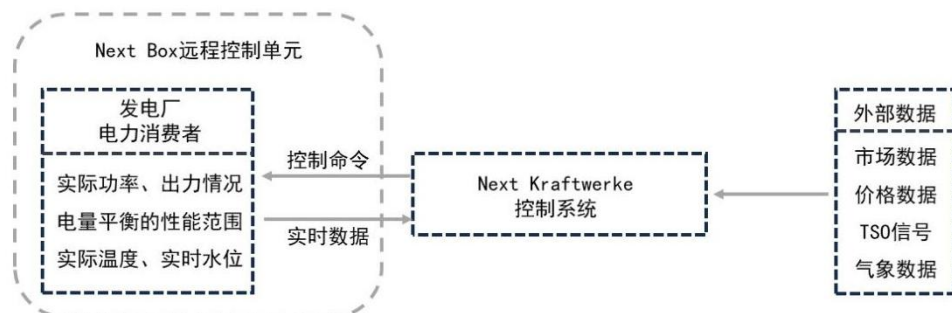 Next Box远程控制单元
发电厂
电力消费者
实际功率、出力情况
电量平衡的性能范围
实际温度、实时水位
控制命令
实时数据
Next Kraftwerke
控制系统
外部数据
市场数据
价格数据
TSO信号
气象数据